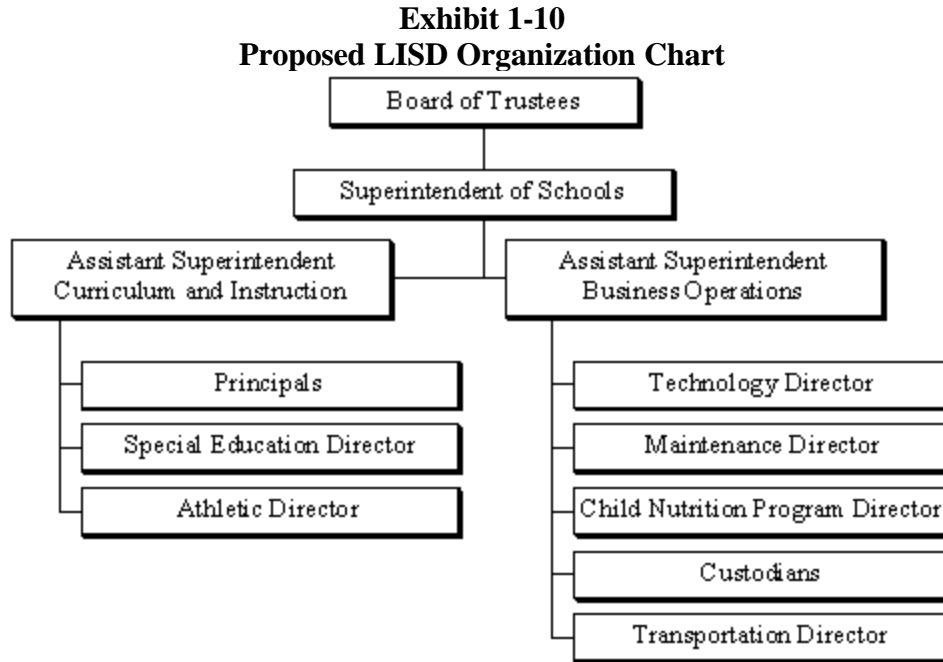 Exhibit 1-10
Proposed LISD Organization Chart
Board of Trustees
Superintendent of Schools
Assistant Superintendent
Curriculum and Instruction
Assistant Superintendent
Business Operations
Principals
Special Education Director
Athletic Director
Technology Director
Maintenance Director
Child Nutrition Program Director
Custodians
Transportation Director